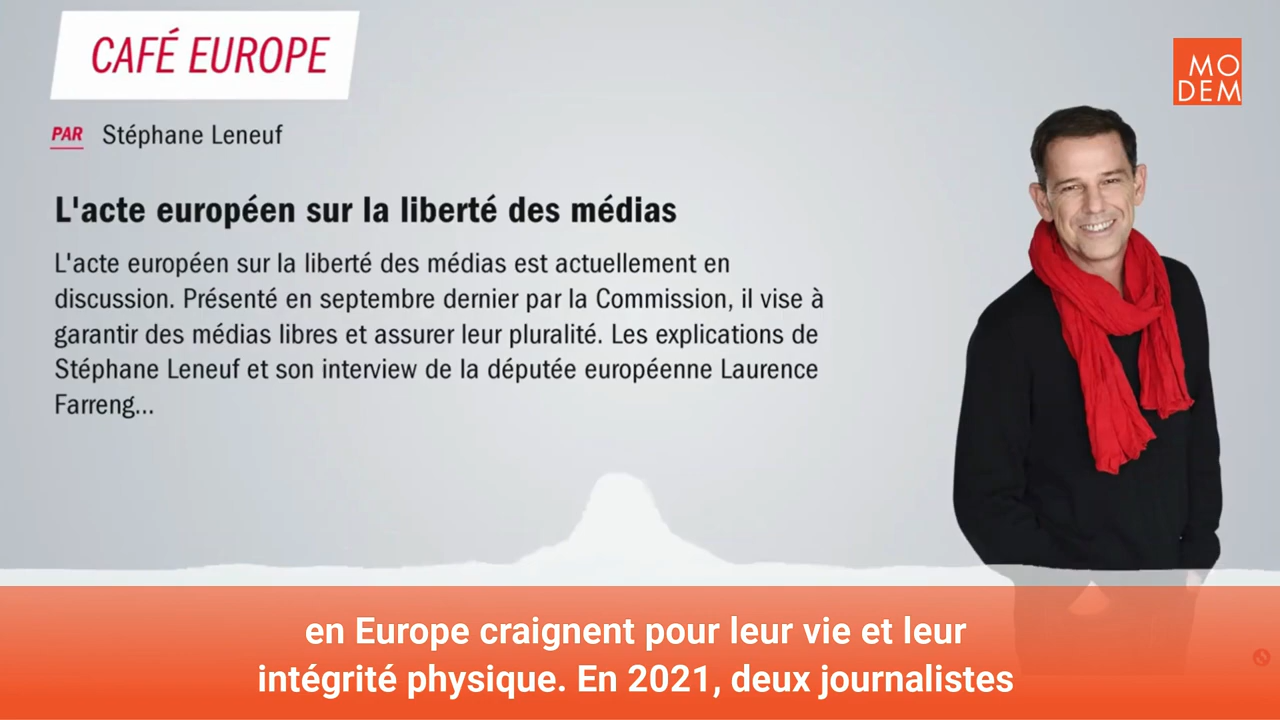 CAFÉ EUROPE
MO
DEM
PAR Stéphane Leneuf
L'acte européen sur la liberté des médias
L'acte européen sur la liberté des médias est actuellement en
discussion. Présenté en septembre dernier par la Commission, il vise à
garantir des médias libres et assurer leur pluralité. Les explications de
Stéphane Leneuf et son interview de la députée européenne Laurence
Farreng...
en Europe craignent pour leur vie et leur
intégrité physique. En 2021, deux journalistes